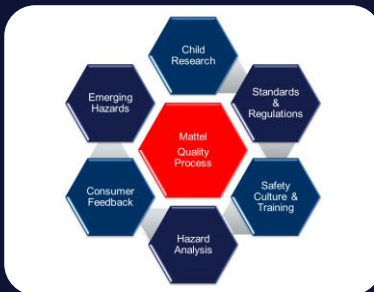 Child
Research
Standards
&
Regulations
Safety
Culture &
Training
Hazard
Analysis
Consumer
Feedback
Emerging
Hazards
Mattel
Quality
Process